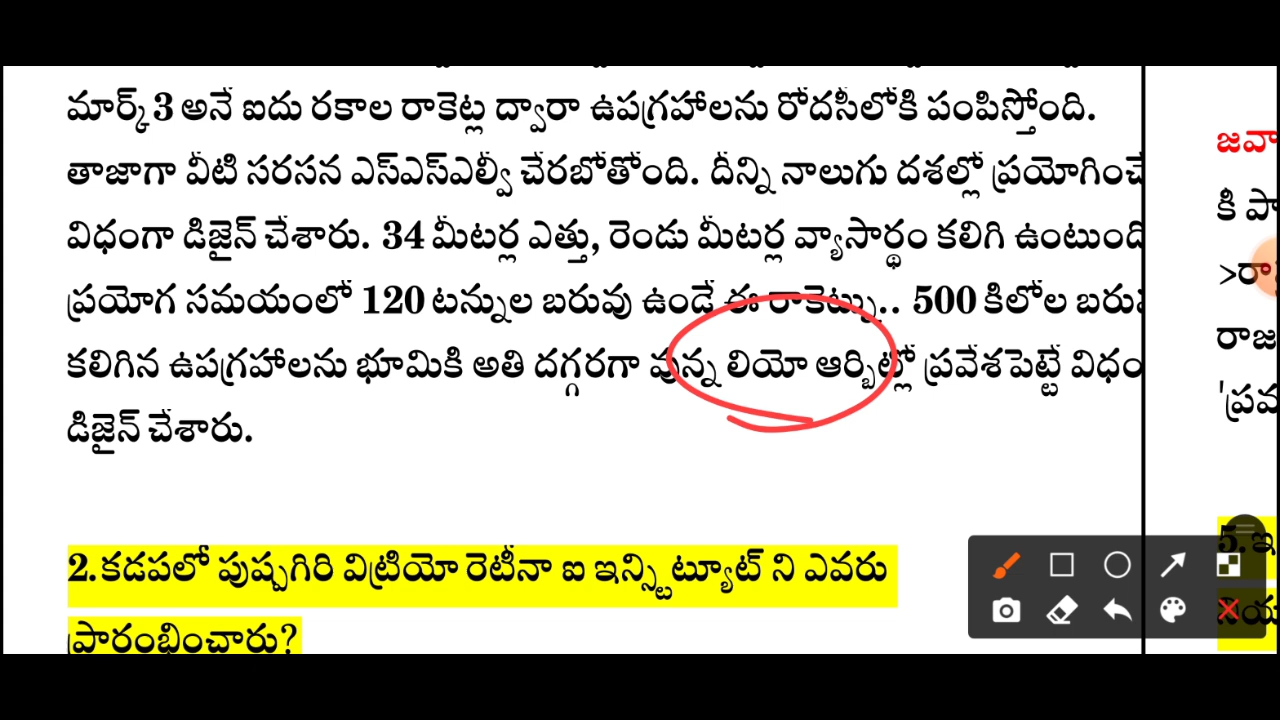 మార్క్3 అనే ఐదు రకాల రాకెట్ల ద్వారా ఉపగ్రహాలను రోదసీలోకి పంపిస్తోంది.
తాజాగా వీటి సరసన ఎస్ఎస్ఎల్వీ చేరబోతోంది. దీన్ని నాలుగు దశల్లో ప్రయోగించే
విధంగా డిజైన్ చేశారు. 34 మీటర్ల ఎత్తు, రెండు మీటర్ల వ్యాసార్థం కలిగి ఉంటుంది
ప్రయోగ సమయంలో 120 టన్నుల బరువు ఉండే ఈ రాకెట్ను.. 500 కిలోల బరువు
కలిగిన ఉపగ్రహాలను భూమికి అతి దగ్గరగా వున్న లియో ఆర్బిట్లో ప్రవేశపెట్టే విధం
డిజైన్ చేశారు.
2.కడపలో పుష్పగిరి విట్రియో రెటీనా ఐ ఇన్స్టిట్యూట్ ని ఎవరు
ప్రారంభించారు?
జవా
కి పా
రాజ
'ప్రవ